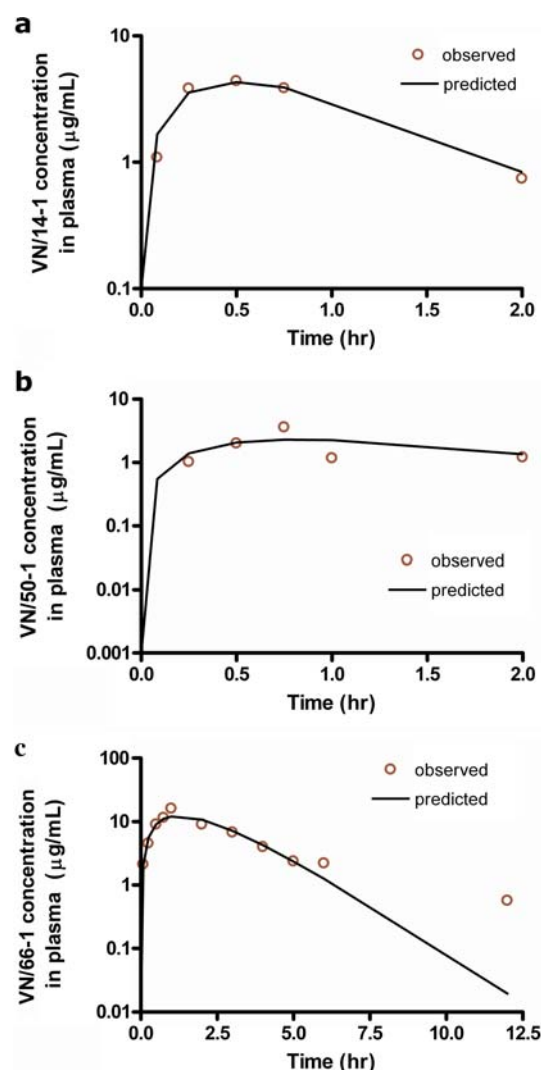 a
VN/14-1 concentration
in plasma (µg/mL)
10
1
0.1
observed
predicted
0.0 0.5 1.0 1.5 2.0
Time (hr)
b
VN/50-1 concentration
in plasma (µg/mL)
10
1
0.1
0.01
0.001
observed
predicted
0.0 0.5 1.0 1.5 2.0
Time (hr)
c
VN/66-1 concentration
in plasma (µg/mL)
100
10
1
0.1
0.01
observed
predicted
0.0 2.5 5.0 7.5 10.0 12.5
Time (hr)